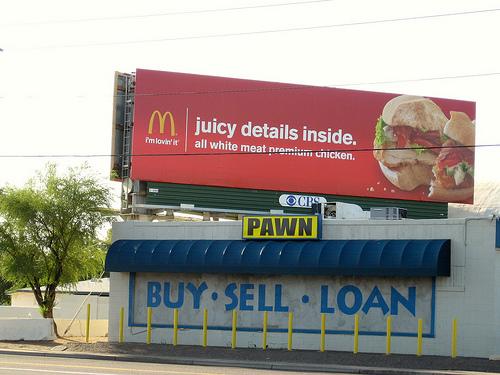 M
i'm lovin' it
juicy details inside.
all white meat premium chicken.
CBS
PAWN
BUY · SELL · LOAN